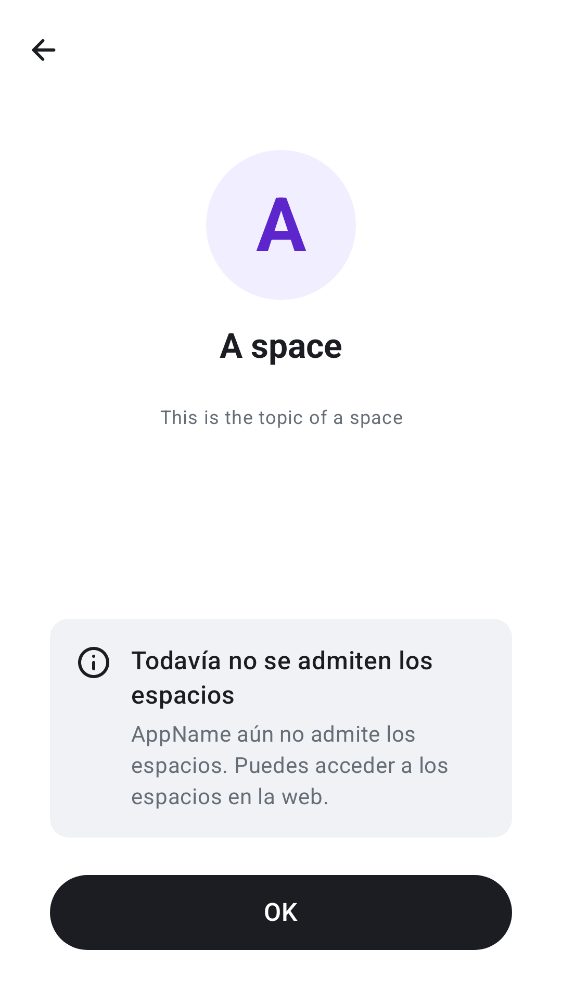 A
A space
This is the topic of a space
Todavía no se admiten los
espacios
AppName aún no admite los
espacios. Puedes acceder a los
espacios en la web.
OK